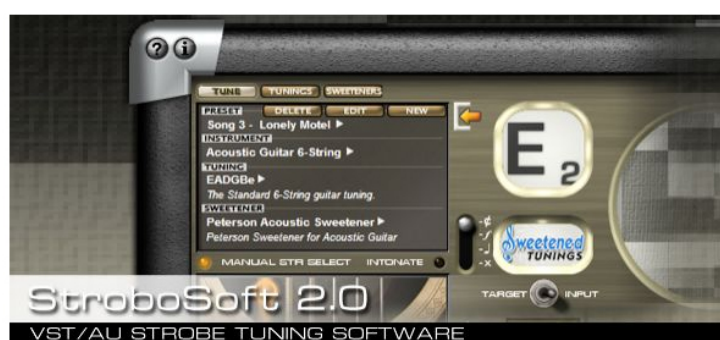 ? i
TUNE TUNINGS SWEETENERS
PRESET DELETE EDIT NEW
Song 3 - Lonely Motel
INSTRUMENT
Acoustic Guitar 6-String
TUNING
EADGBe
The Standard 6-String guitar tuning.
SWEETENER
Peterson Acoustic Sweetener
Peterson Sweetener for Acoustic Guitar
MANUAL STR SELECT INTONATE
E2
x
Sweetened
TUNINGS
TARGET INPUT
StroboSoft 2.0
VST/AU STROBE TUNING SOFTWARE